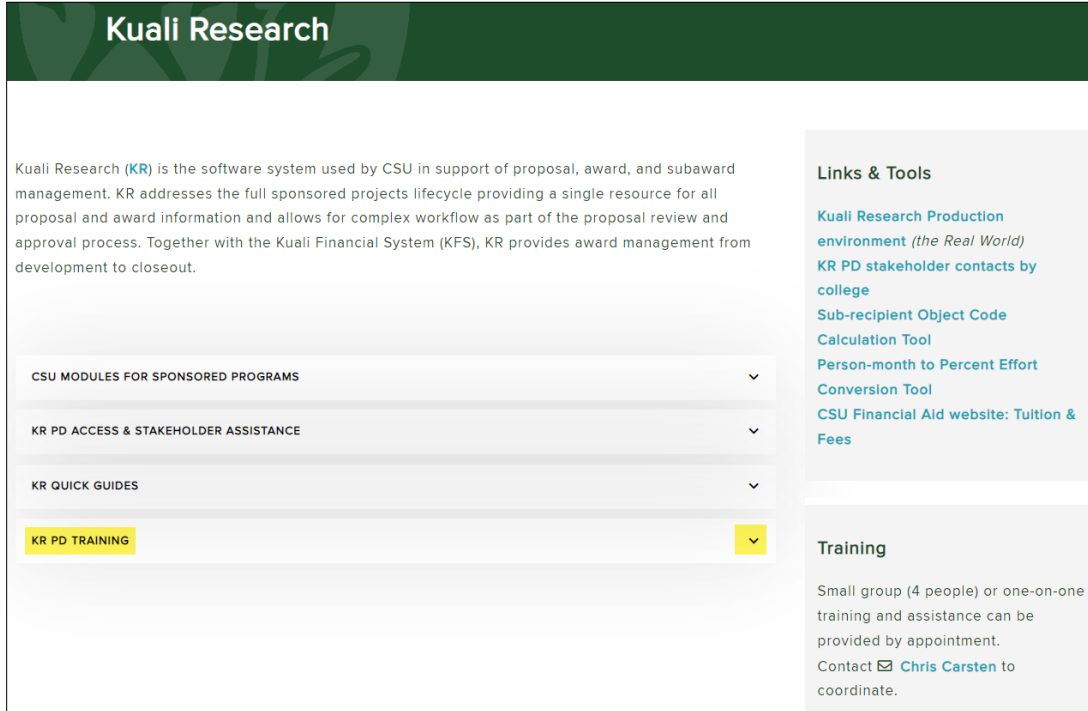 Kuali Research
Kuali Research (KR) is the software system used by CSU in support of proposal, award, and subaward
management. KR addresses the full sponsored projects lifecycle providing a single resource for all
proposal and award information and allows for complex workflow as part of the proposal review and
approval process. Together with the Kuali Financial System (KFS), KR provides award management from
development to closeout.
CSU MODULES FOR SPONSORED PROGRAMS
KR PD ACCESS & STAKEHOLDER ASSISTANCE
KR QUICK GUIDES
KR PD TRAINING
Links & Tools
Kuali Research Production
environment (the Real World)
KR PD stakeholder contacts by
college
Sub-recipient Object Code
Calculation Tool
Person-month to Percent Effort
Conversion Tool
CSU Financial Aid website: Tuition &
Fees
Training
Small group (4 people) or one-on-one
training and assistance can be
provided by appointment.
Contact Chris Carsten to
coordinate.